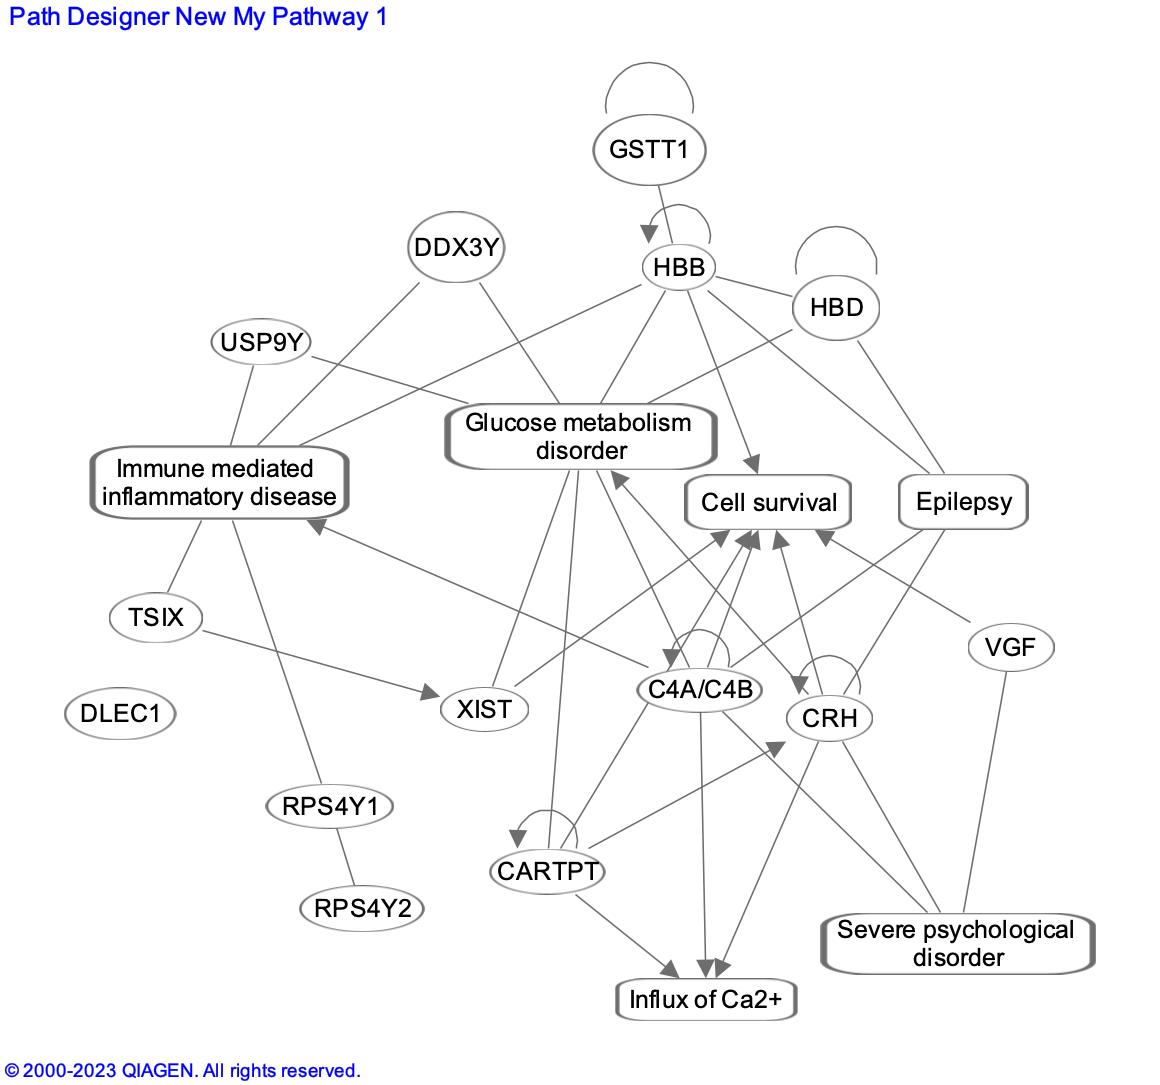 Path Designer New My Pathway 1
GSTT1
DDX3Y
HBB
HBD
USP9Y
Glucose metabolism
disorder
Immune mediated
inflammatory disease
Cell survival
Epilepsy
TSIX
VGF
C4A/C4B
XIST
DLEC1
CRH
RPS4Y1
CARTPT
RPS4Y2
Severe psychological
disorder
Influx of Ca2+
© 2000-2023 QIAGEN. All rights reserved.